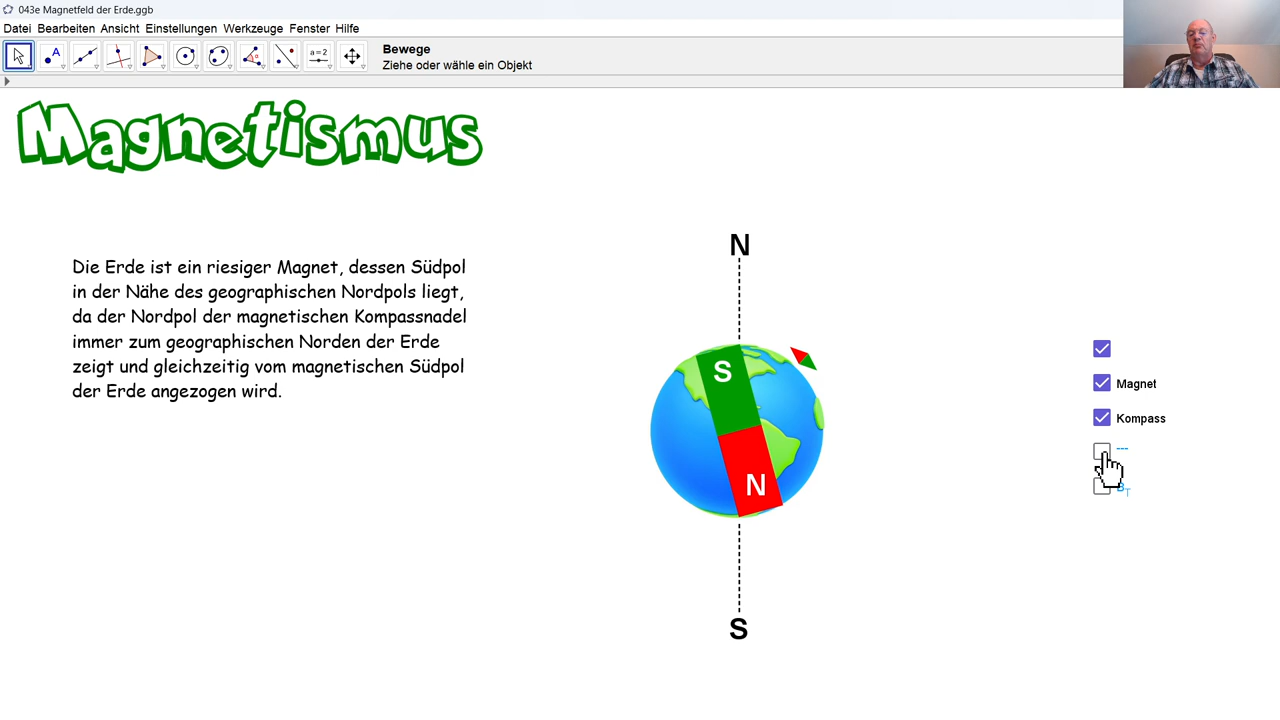 043e Magnetfeld der Erde.ggb
Datei Bearbeiten Ansicht Einstellungen Werkzeuge Fenster Hilfe
A
a=2
Bewege
Ziehe oder wähle ein Objekt
Magnetismus
Die Erde ist ein riesiger Magnet, dessen Südpol
in der Nähe des geographischen Nordpols liegt,
da der Nordpol der magnetischen Kompassnadel
immer zum geographischen Norden der Erde
zeigt und gleichzeitig vom magnetischen Südpol
der Erde angezogen wird.
N
S
N
S
Magnet
Kompass
---